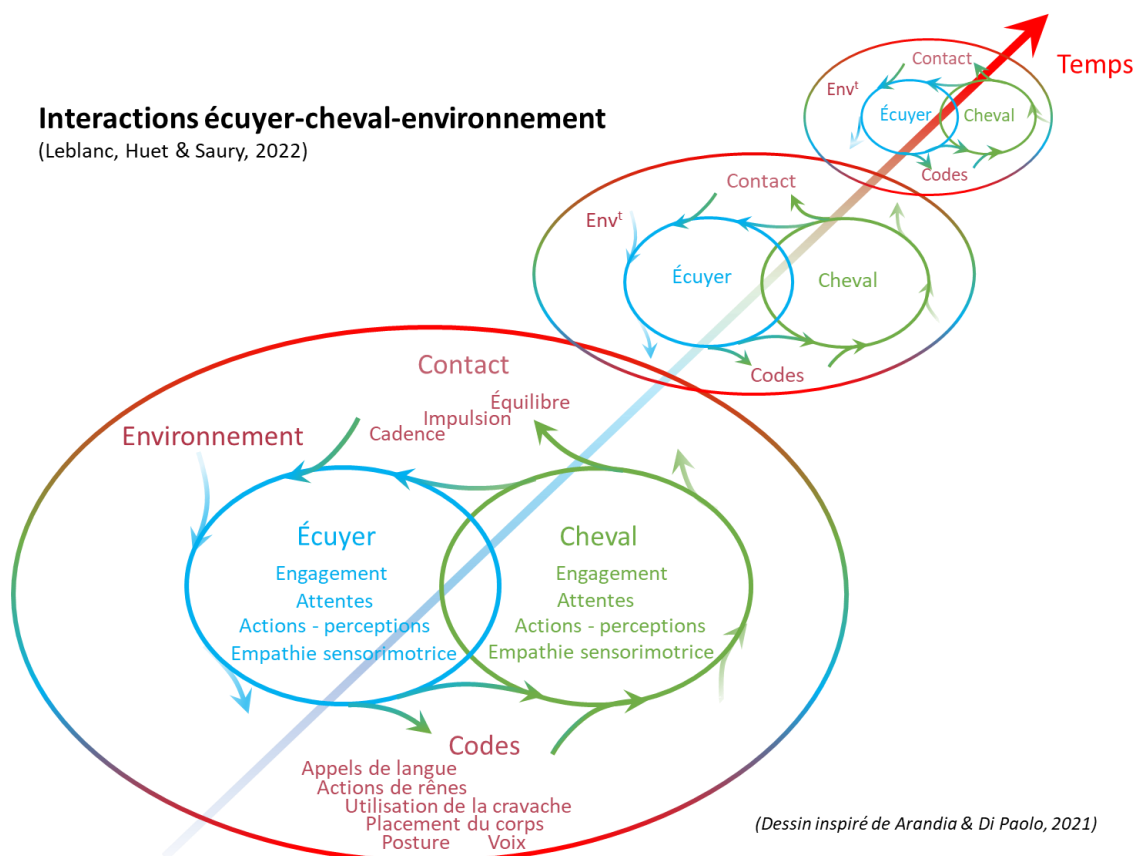 Interactions écuyer-cheval-environnement
(Leblanc, Huet & Saury, 2022)
Temps
Contact
Envᵗ
Écuyer
Cheval
Codes
Contact
Envᵗ
Écuyer
Cheval
Codes
Contact
Équilibre
Impulsion
Cadence
Environnement
Écuyer
Engagement
Attentes
Actions - perceptions
Empathie sensorimotrice
Cheval
Engagement
Attentes
Actions - perceptions
Empathie sensorimotrice
Codes
Appels de langue
Actions de rênes
Utilisation de la cravache
Placement du corps
Posture Voix
(Dessin inspiré de Arandia & Di Paolo, 2021)